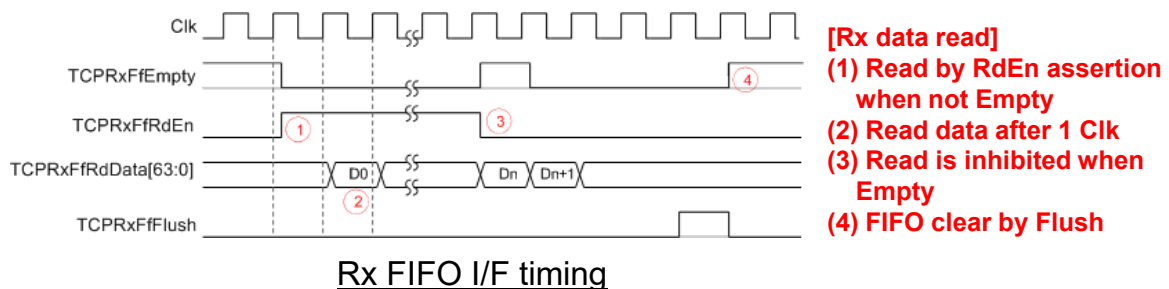 Clk
TCPRxFfEmpty
TCPRxFfRdEn
TCPRxFfRdData[63:0]
TCPRxFfFlush
1
2
3
4
D0
Dn
Dn+1
[Rx data read]
(1) Read by RdEn assertion
when not Empty
(2) Read data after 1 Clk
(3) Read is inhibited when
Empty
(4) FIFO clear by Flush
Rx FIFO I/F timing